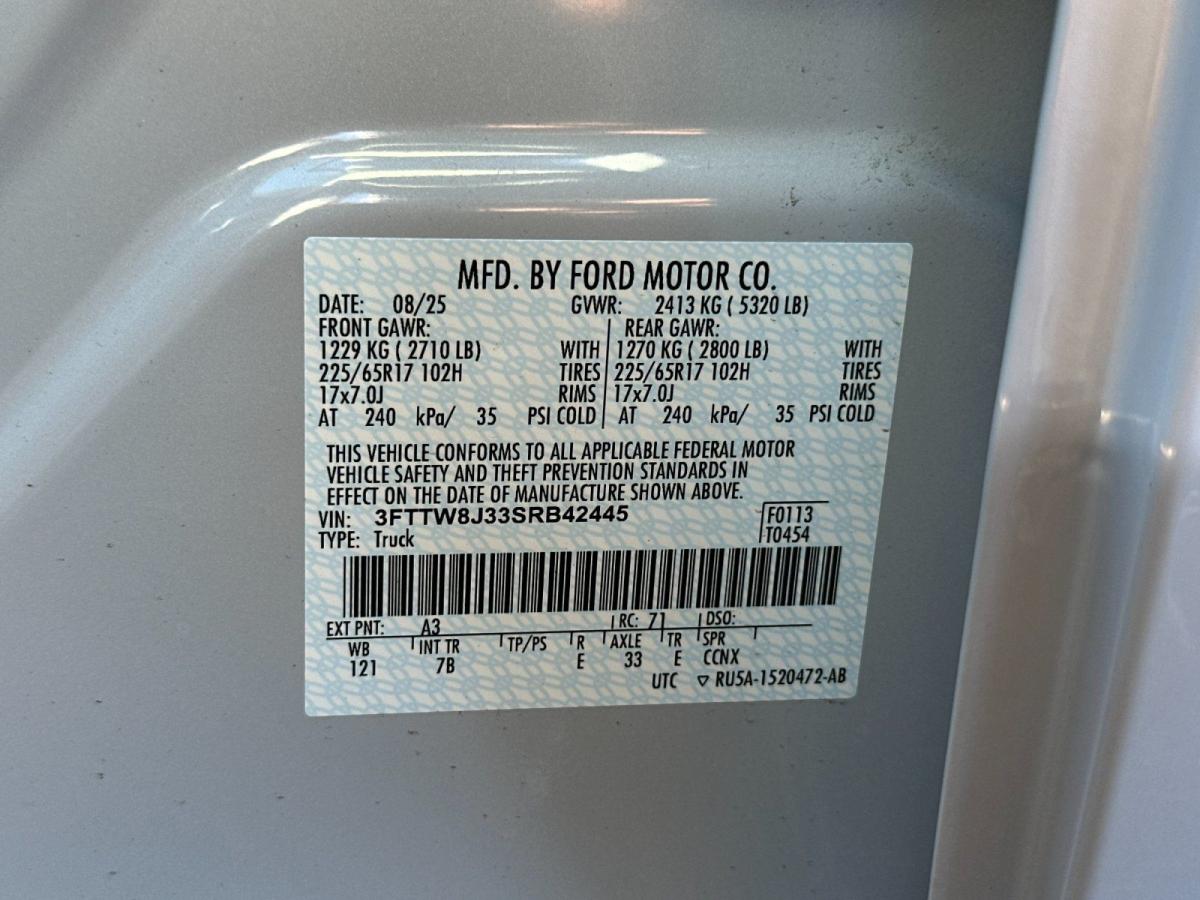 MFD. BY FORD MOTOR CO.
DATE: 08/25 GVWR: 2413 KG ( 5320 LB)
FRONT GAWR: REAR GAWR:
1229 KG ( 2710 LB) WITH 1270 KG ( 2800 LB) WITH
225/65R17 102H TIRES 225/65R17 102H TIRES
17x7.0J RIMS 17x7.0J RIMS
AT 240 kPa/ 35 PSI COLD AT 240 kPa/ 35 PSI COLD
THIS VEHICLE CONFORMS TO ALL APPLICABLE FEDERAL MOTOR
VEHICLE SAFETY AND THEFT PREVENTION STANDARDS IN
EFFECT ON THE DATE OF MANUFACTURE SHOWN ABOVE.
VIN: 3FTTW8J33SRB42445 F0113
TYPE: Truck T0454
EXT PNT: A3 RC: 71 DSO:
WB INT TR TP/PS R AXLE TR SPR
121 7B E 33 E CCNX
UTC ▽ RU5A-1520472-AB